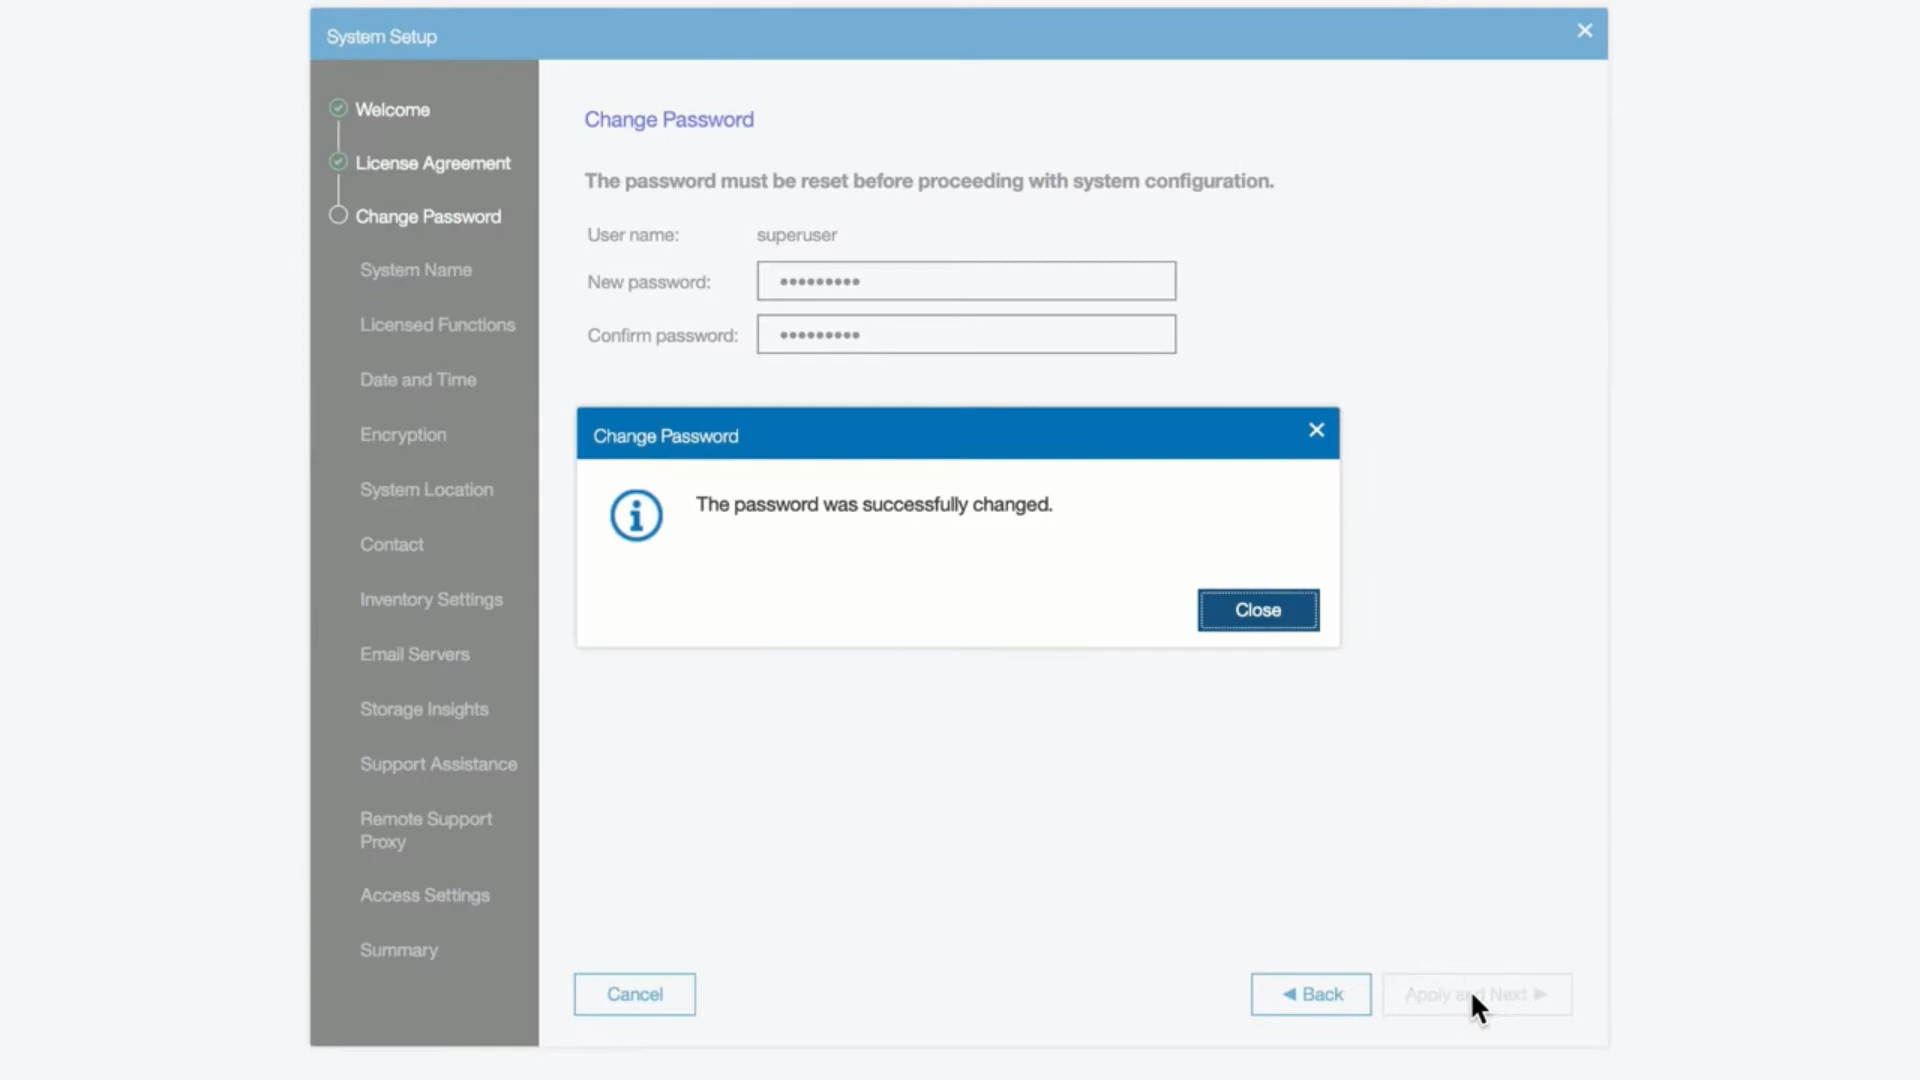 System Setup
Welcome
License Agreement
Change Password
System Name
Licensed Functions
Date and Time
Encryption
System Location
Contact
Inventory Settings
Email Servers
Storage Insights
Support Assistance
Remote Support
Proxy
Access Settings
Summary
Change Password
The password must be reset before proceeding with system configuration.
User name: superuser
New password: •••••••••
Confirm password: •••••••••
Change Password
The password was successfully changed.
Close
Cancel
Back
Apply and Next